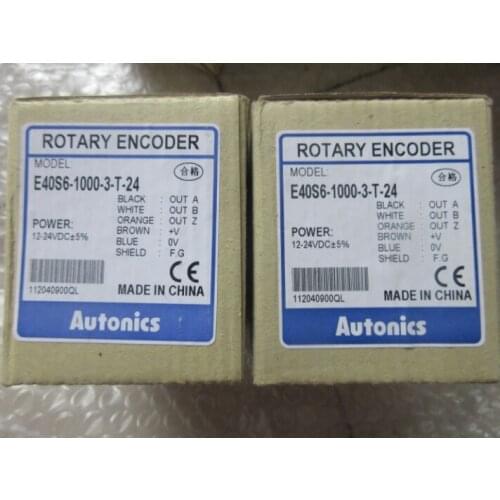 ROTARY ENCODER
MODEL:
合格
E40S6-1000-3-T-24
BLACK : OUT A
WHITE : OUT B
ORANGE : OUT Z
BROWN : +V
BLUE : 0V
SHIELD : F.G
POWER:
12-24VDC±5%
112040900QL
CE
MADE IN CHINA
Autonics
ROTARY ENCODER
MODEL:
合格
E40S6-1000-3-T-24
BLACK : OUT A
WHITE : OUT B
ORANGE : OUT Z
BROWN : +V
BLUE : 0V
SHIELD : F.G
POWER:
12-24VDC±5%
112040900QL
CE
MADE IN CHINA
Autonics